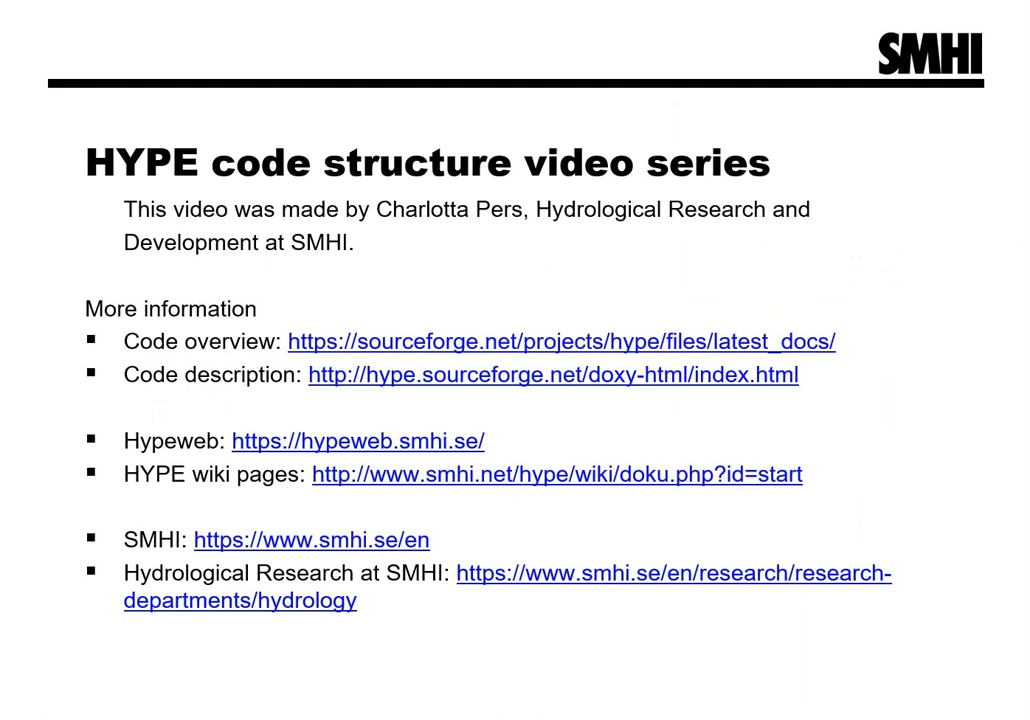 SMHI
HYPE code structure video series
This video was made by Charlotta Pers, Hydrological Research and
Development at SMHI.
More information
▪ Code overview: https://sourceforge.net/projects/hype/files/latest_docs/
▪ Code description: http://hype.sourceforge.net/doxy-html/index.html
▪ Hypeweb: https://hypeweb.smhi.se/
▪ HYPE wiki pages: http://www.smhi.net/hype/wiki/doku.php?id=start
▪ SMHI: https://www.smhi.se/en
▪ Hydrological Research at SMHI: https://www.smhi.se/en/research/research-
departments/hydrology